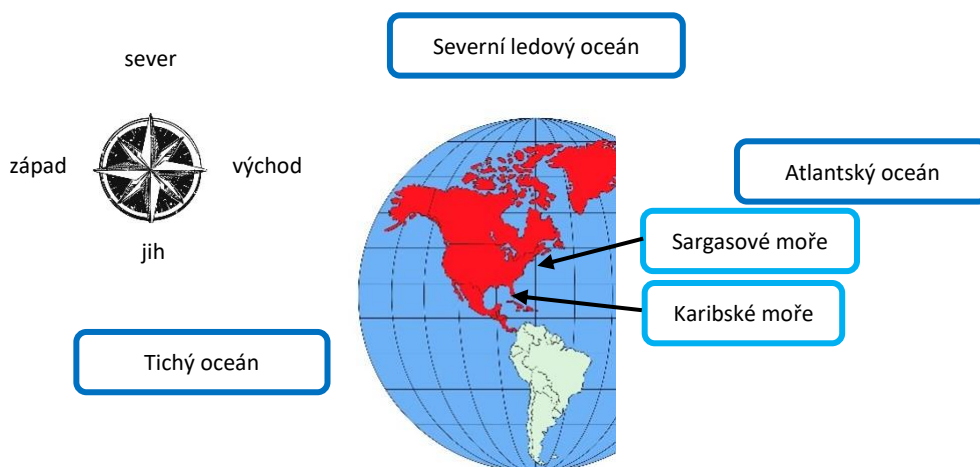 Severní ledový oceán
sever
západ
východ
Atlantský oceán
Sargasové moře
jih
Karibské moře
Tichý oceán